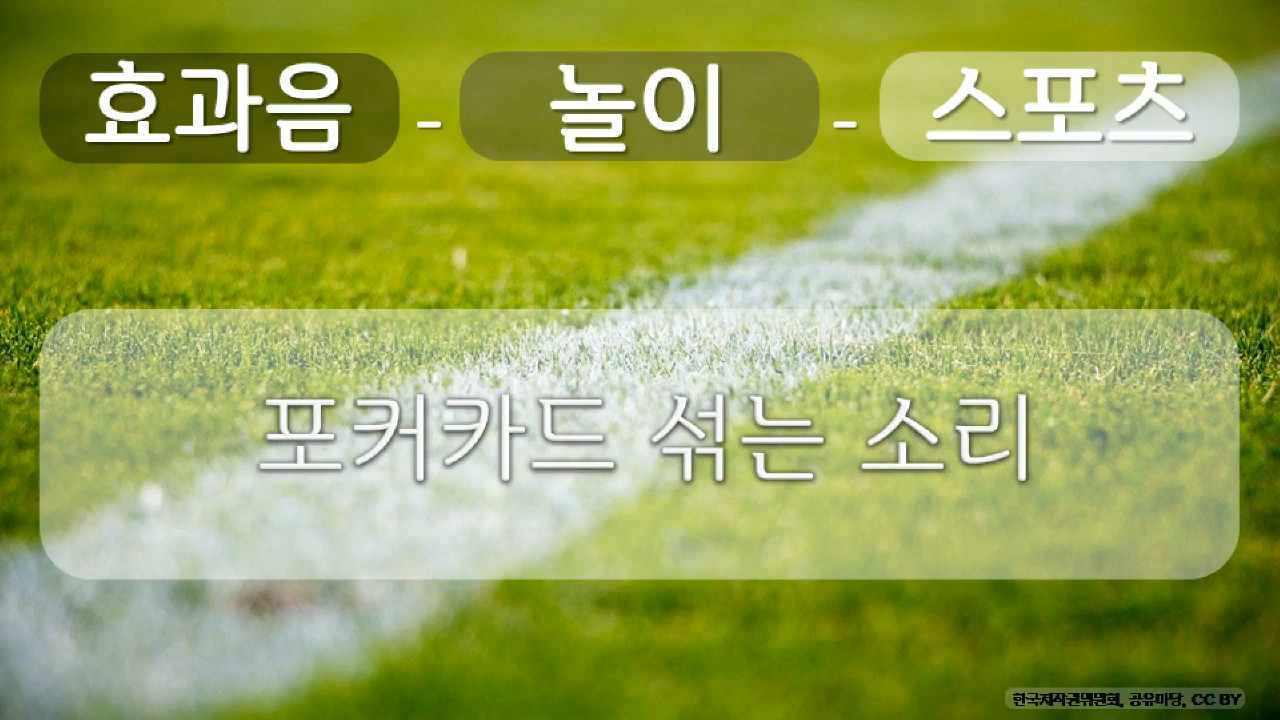 효과음 - 놀이 - 스포츠
포커카드 섞는 소리
한국저작권위원회, 공유마당, CC BY